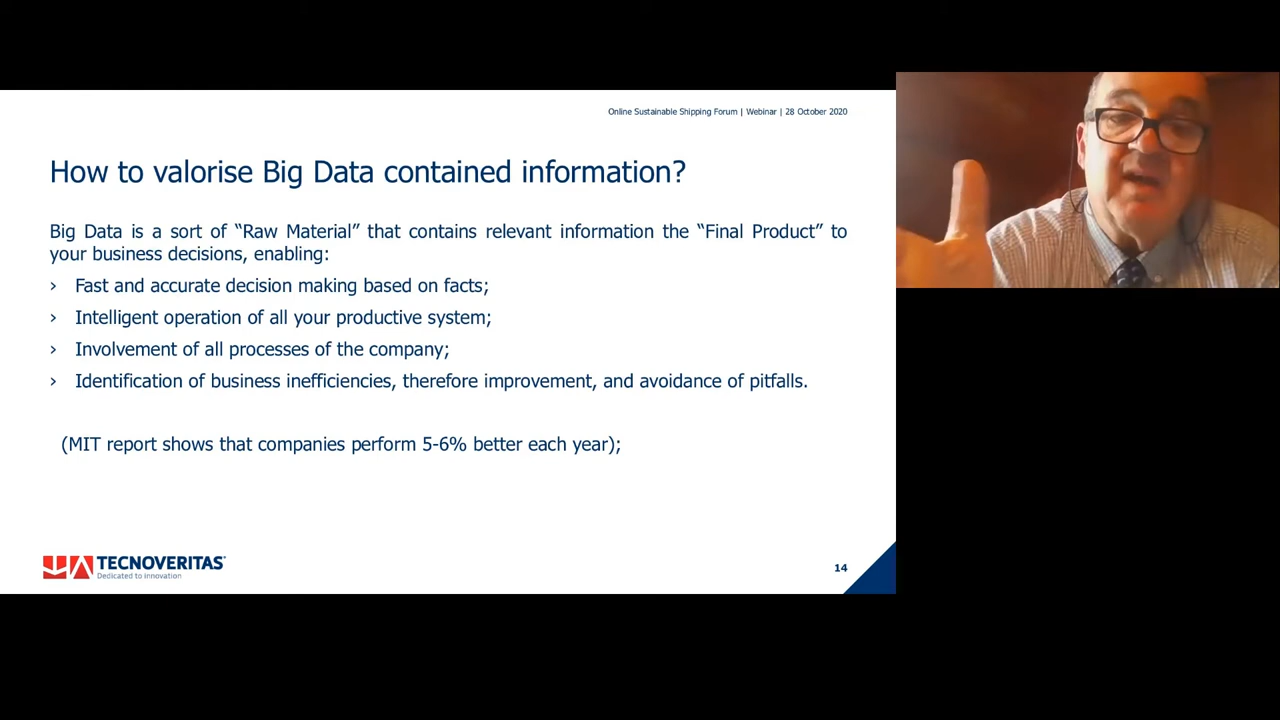 Online Sustainable Shipping Forum | Webinar | 28 October 2020
How to valorise Big Data contained information?
Big Data is a sort of “Raw Material” that contains relevant information the “Final Product” to
your business decisions, enabling:
› Fast and accurate decision making based on facts;
› Intelligent operation of all your productive system;
› Involvement of all processes of the company;
› Identification of business inefficiencies, therefore improvement, and avoidance of pitfalls.
(MIT report shows that companies perform 5-6% better each year);
TECNOVERITAS®
Dedicated to Innovation
14